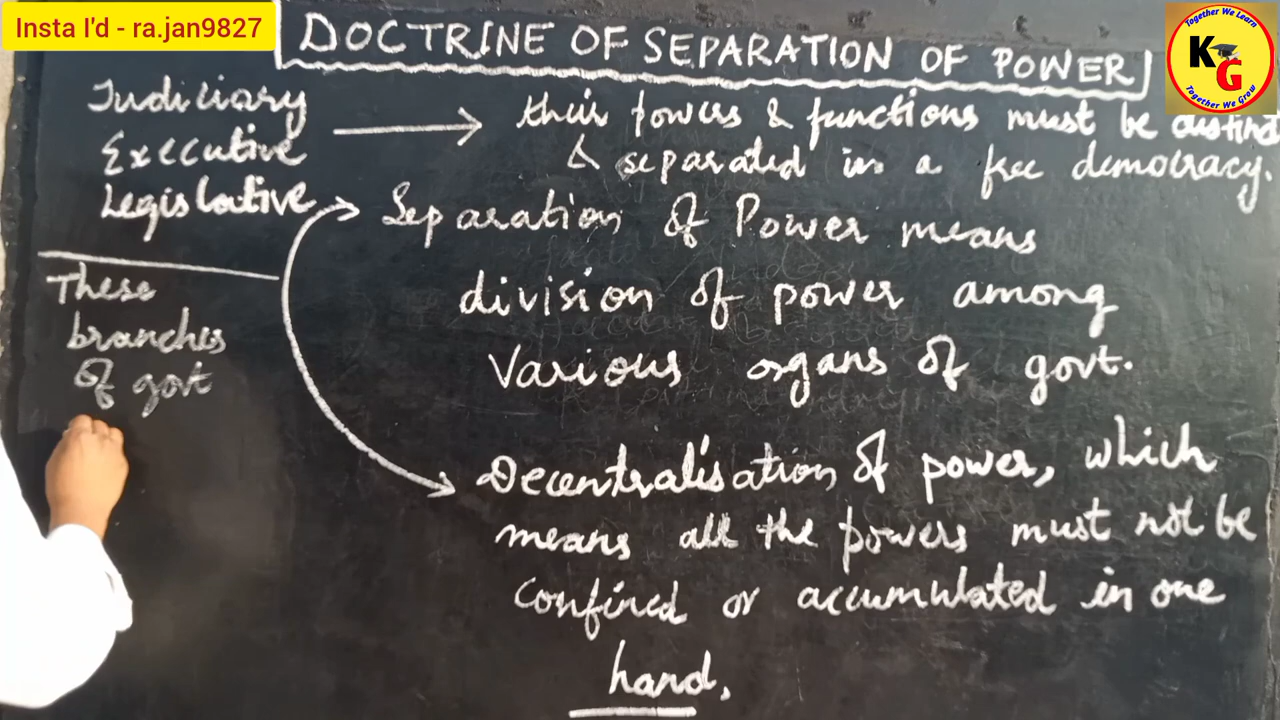 Insta I'd - ra.jan9827
DOCTRINE OF SEPARATION OF POWER
Together We Learn
KG
Together We Grow
Judiciary
Executive
Legislative
their powers & functions must be distinct
& separated in a free democracy.
Separation of Power means
division of power among
various organs of govt.
Decentralisation of power, which
means all the powers must not be
confined or accumulated in one
hand,
These
branches
of govt